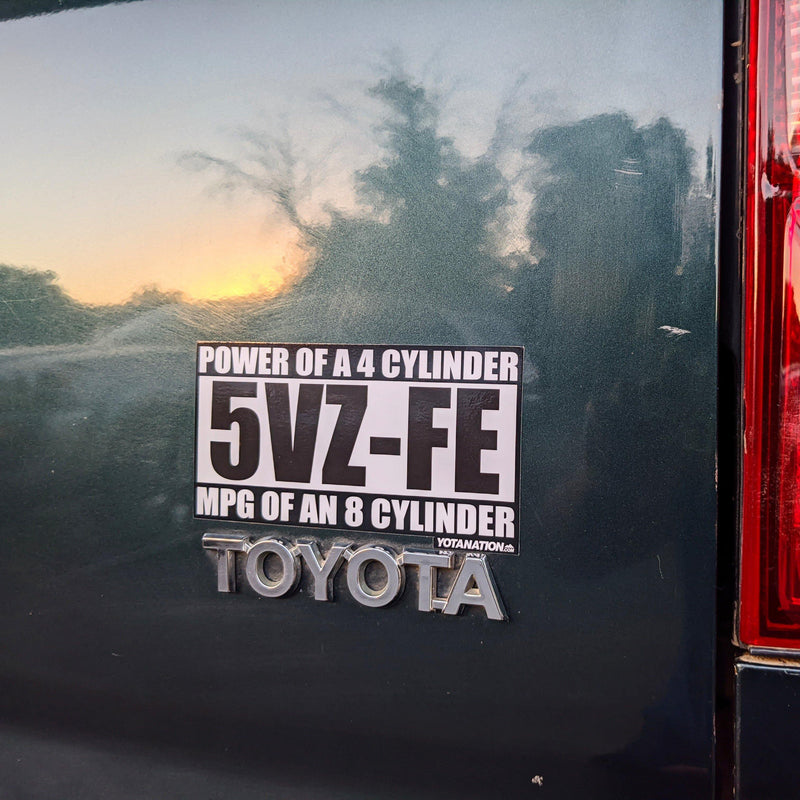 POWER OF A 4 CYLINDER
5VZ-FE
MPG OF AN 8 CYLINDER
YOTANATION.COM
TOYOTA